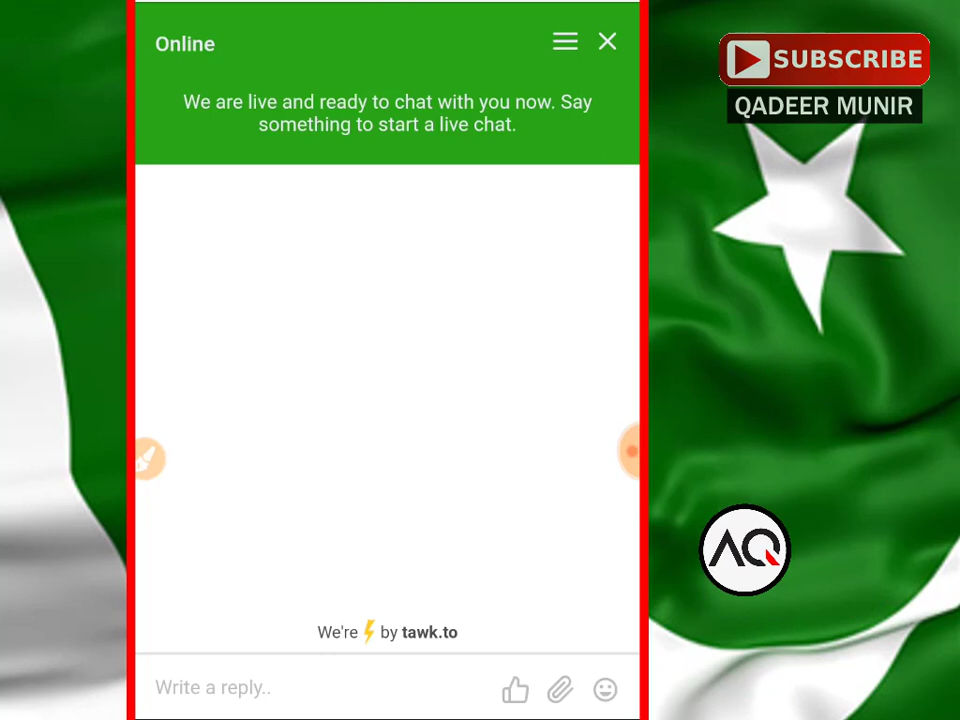 Online
We are live and ready to chat with you now. Say
something to start a live chat.
We're by tawk.to
Write a reply..
SUBSCRIBE
QADEER MUNIR
AQ